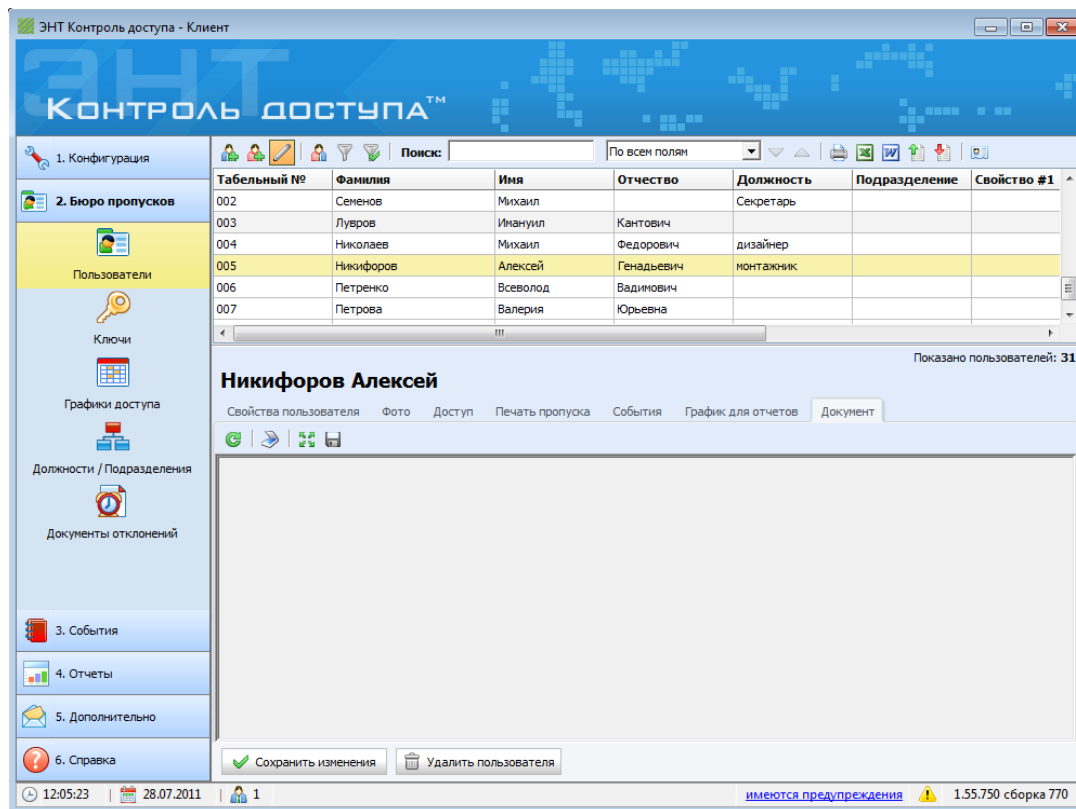 ЭНТ Контроль доступа - Клиент
ЭНТ
КОНТРОЛЬ ДОСТУПА™
1. Конфигурация
2. Бюро пропусков
Пользователи
Ключи
Графики доступа
Должности / Подразделения
Документы отклонений
3. События
4. Отчеты
5. Дополнительно
6. Справка
Поиск: По всем полям
Табельный № Фамилия Имя Отчество Должность Подразделение Свойство #1
002 Семенов Михаил Секретарь
003 Лувров Имануил Кантович
004 Николаев Михаил Федорович дизайнер
005 Никифоров Алексей Генадьевич монтажник
006 Петренко Всеволод Вадимович
007 Петрова Валерия Юрьевна
Показано пользователей: 31
Никифоров Алексей
Свойства пользователя Фото Доступ Печать пропуска События График для отчетов Документ
Сохранить изменения Удалить пользователя
12:05:23 28.07.2011 1 имеются предупреждения 1.55.750 сборка 770